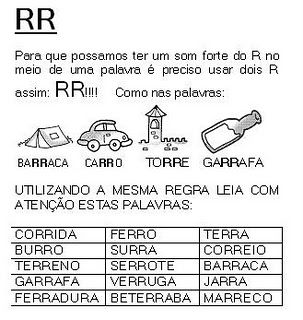 RR
Para que possamos ter um som forte do R no
meio de uma palavra é preciso usar dois R
assim: RR!!!! Como nas palavras:
BARRACA CARRO TORRE GARRAFA
UTILIZANDO A MESMA REGRA LEIA COM
ATENÇÃO ESTAS PALAVRAS:
CORRIDA FERRO TERRA
BURRO SURRA CORREIO
TERRENO SERROTE BARRACA
GARRAFA VERRUGA JARRA
FERRADURA BETERRABA MARRECO